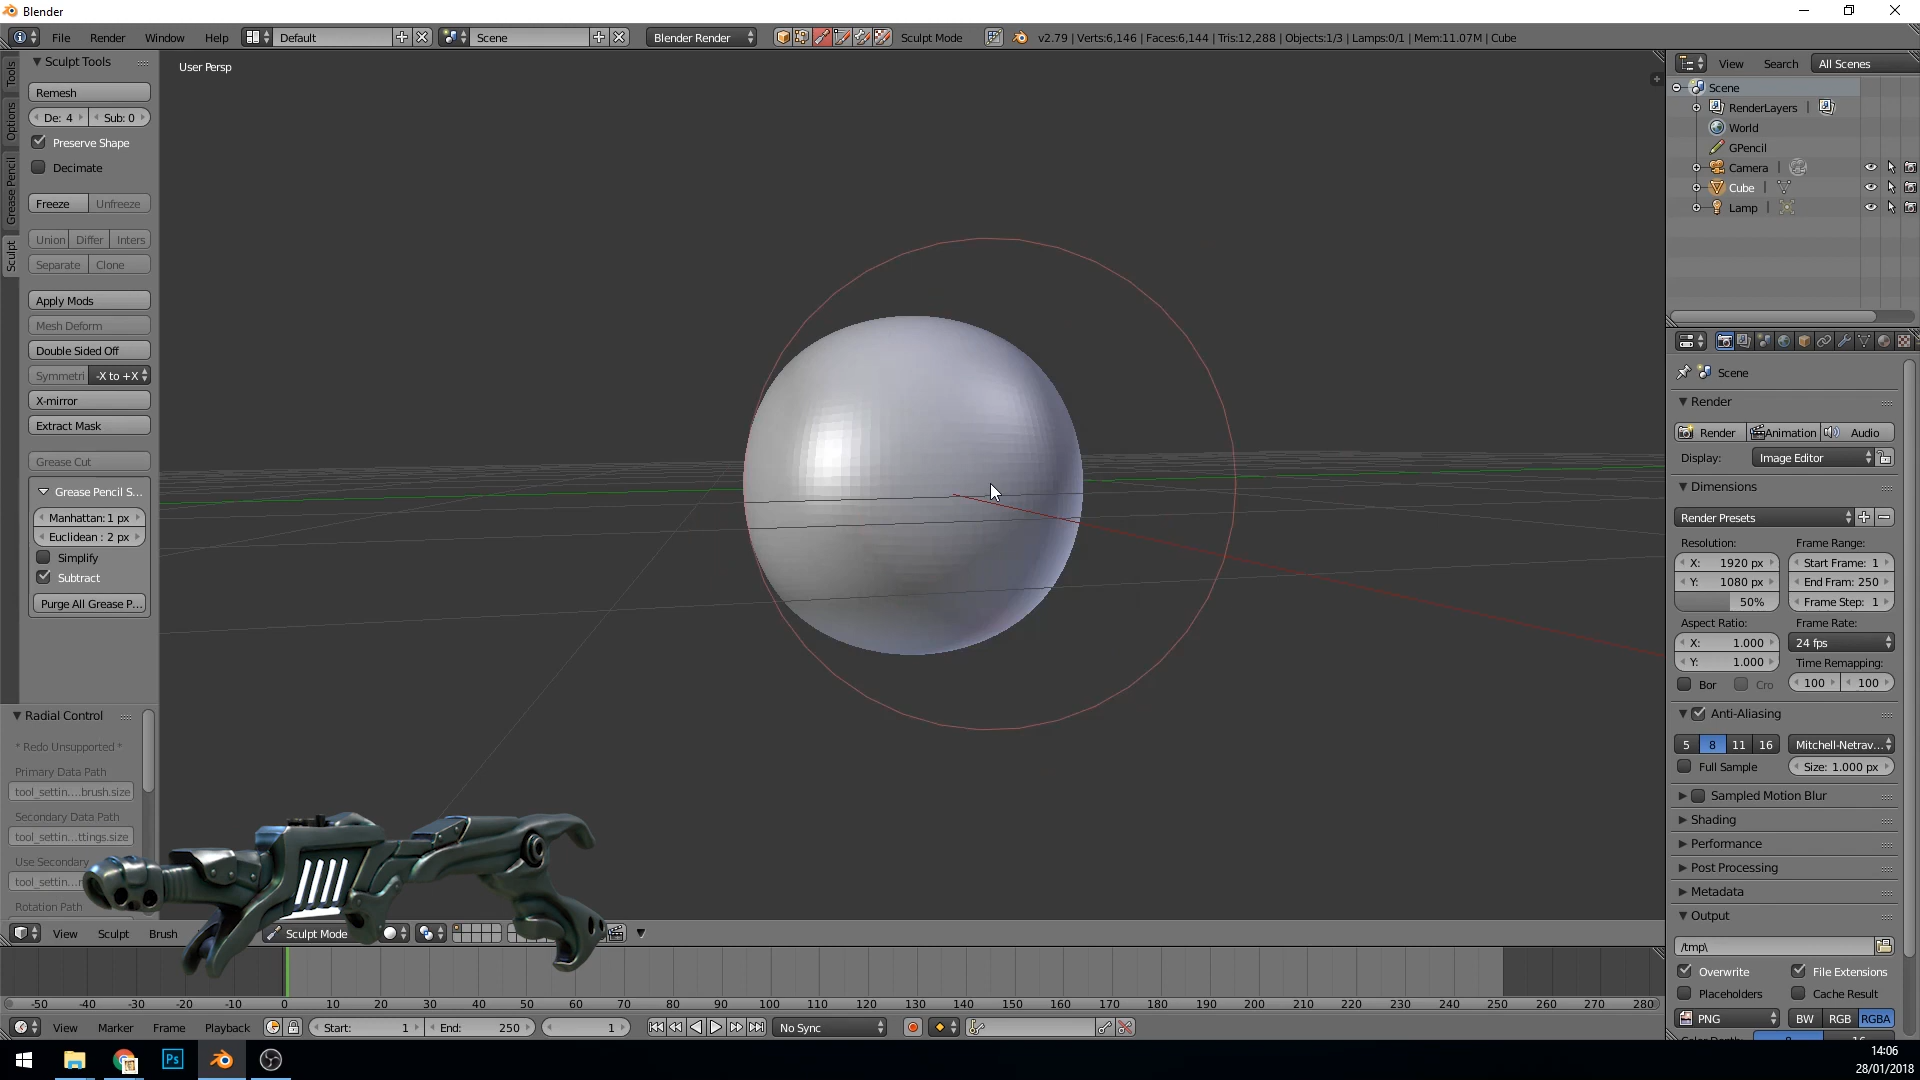 Blender
File Render Window Help Default Scene Blender Render Sculpt Mode v2.79 | Verts:6,146 | Faces:6,144 | Tris:12,288 | Objects:1/3 | Lamps:0/1 | Mem:11.07M | Cube
Tools
Options
Grease Pencil
Sculpt
Sculpt Tools
Remesh
De: 4 Sub: 0
Preserve Shape
Decimate
Freeze Unfreeze
Union Differ Inters
Separate Clone
Apply Mods
Mesh Deform
Double Sided Off
Symmetri -X to +X
X-mirror
Extract Mask
Grease Cut
Grease Pencil S...
Manhattan: 1 px
Euclidean : 2 px
Simplify
Subtract
Purge All Grease P...
Radial Control
* Redo Unsupported *
Primary Data Path
tool_settin....brush.size
Secondary Data Path
tool_settin...ttings.size
Use Secondary
tool_settin...
Rotation Path
User Persp
View Sculpt Brush Sculpt Mode
-50 -40 -30 -20 -10 0 10 20 30 40 50 60 70 80 90 100 110 120 130 140 150 160 170 180 190 200 210 220 230 240 250 260 270 280
View Marker Frame Playback Start: 1 End: 250 1 No Sync
View Search All Scenes
Scene
RenderLayers |
World
GPencil
Camera |
Cube |
Lamp |
Scene
Render
Render Animation Audio
Display: Image Editor
Dimensions
Render Presets
Resolution: Frame Range:
X: 1920 px Start Frame: 1
Y: 1080 px End Fram: 250
50% Frame Step: 1
Aspect Ratio: Frame Rate:
X: 1.000 24 fps
Y: 1.000 Time Remapping:
Bor Cro 100 100
Anti-Aliasing
5 8 11 16 Mitchell-Netrav...
Full Sample Size: 1.000 px
Sampled Motion Blur
Shading
Performance
Post Processing
Metadata
Output
/tmp\
Overwrite File Extensions
Placeholders Cache Result
PNG BW RGB RGBA
Ps
14:06
28/01/2018